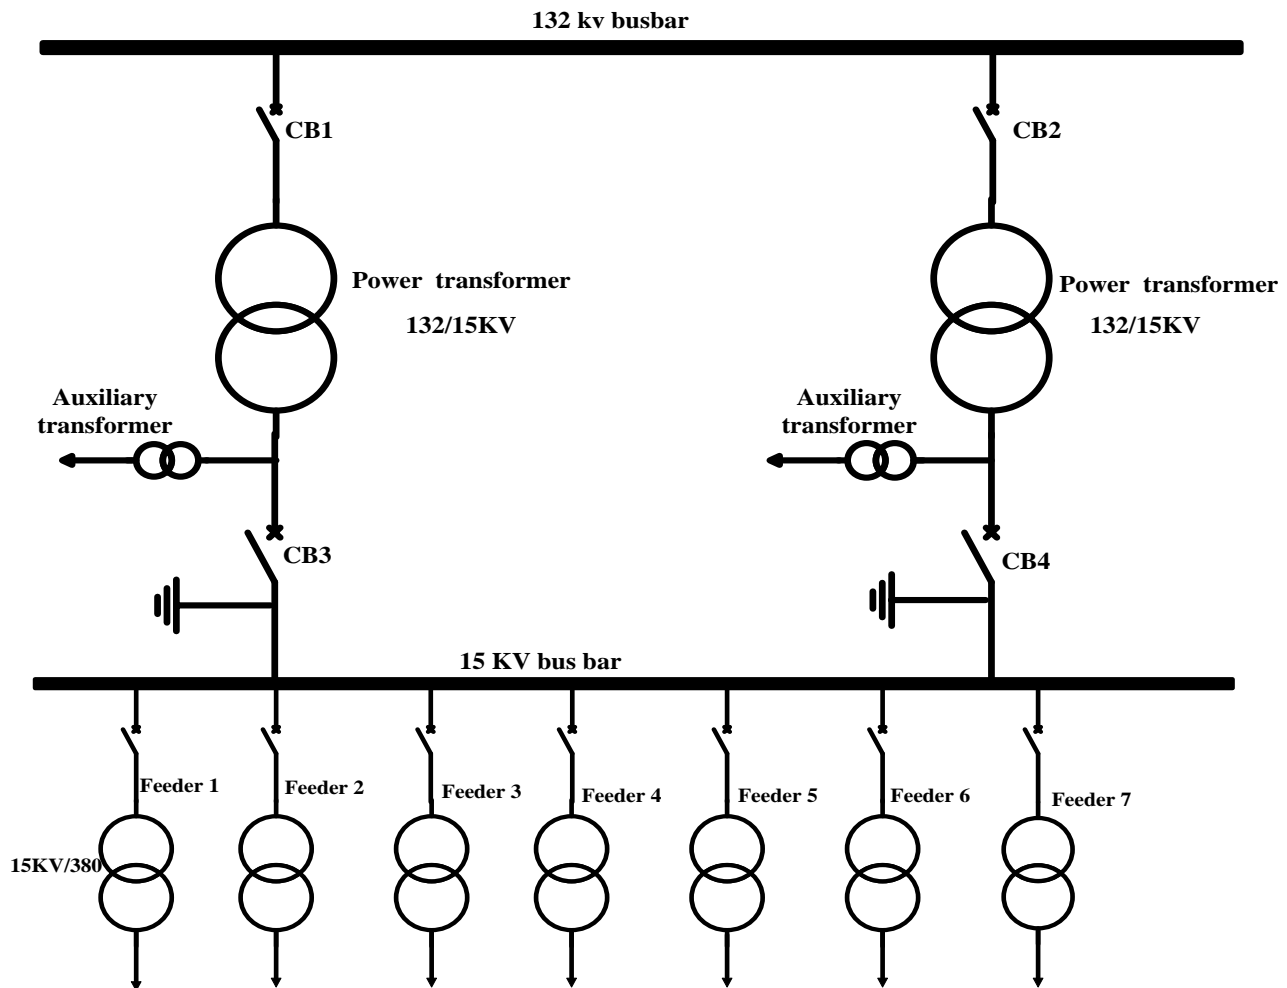 132 kv busbar
CB1
CB2
Power transformer
132/15KV
Power transformer
132/15KV
Auxiliary
transformer
Auxiliary
transformer
CB3
CB4
15 KV bus bar
Feeder 1
Feeder 2
Feeder 3
Feeder 4
Feeder 5
Feeder 6
Feeder 7
15KV/380